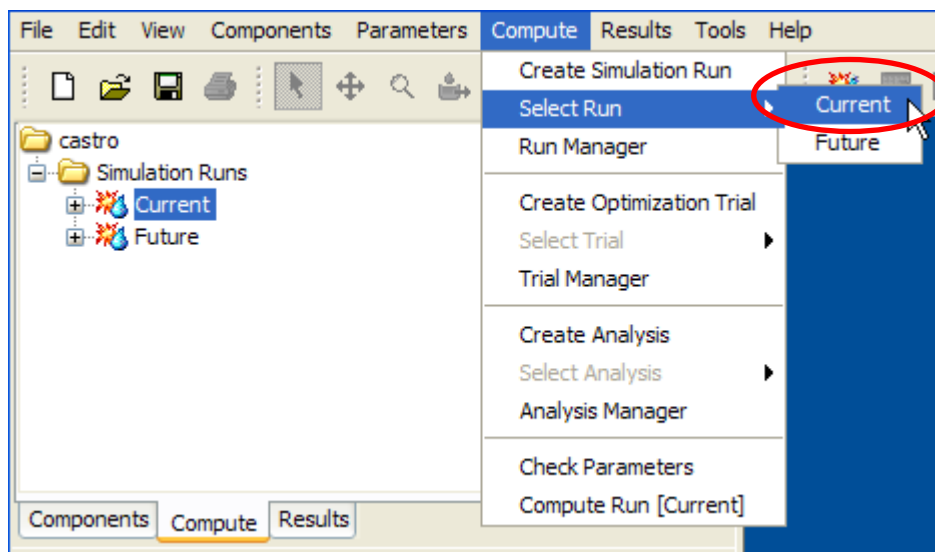 File Edit View Components Parameters Compute Results Tools Help
castro
Simulation Runs
Current
Future
Create Simulation Run
Select Run
Run Manager
Create Optimization Trial
Select Trial
Trial Manager
Create Analysis
Select Analysis
Analysis Manager
Check Parameters
Compute Run [Current]
Current
Future
Components Compute Results